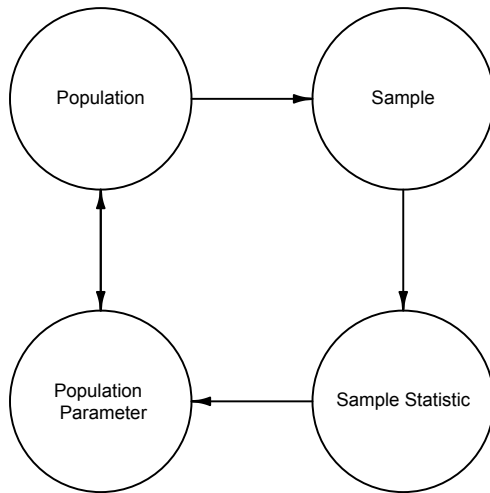 Population
Sample
Population
Parameter
Sample Statistic